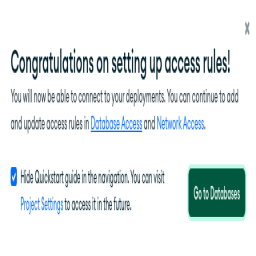 X
Congratulations on setting up access rules!
You will now be able to connect to your deployments. You can continue to add
and update access rules in Database Access and Network Access.
Hide Quickstart guide in the navigation. You can visit
Project Settings to access it in the future.
Go to Databases